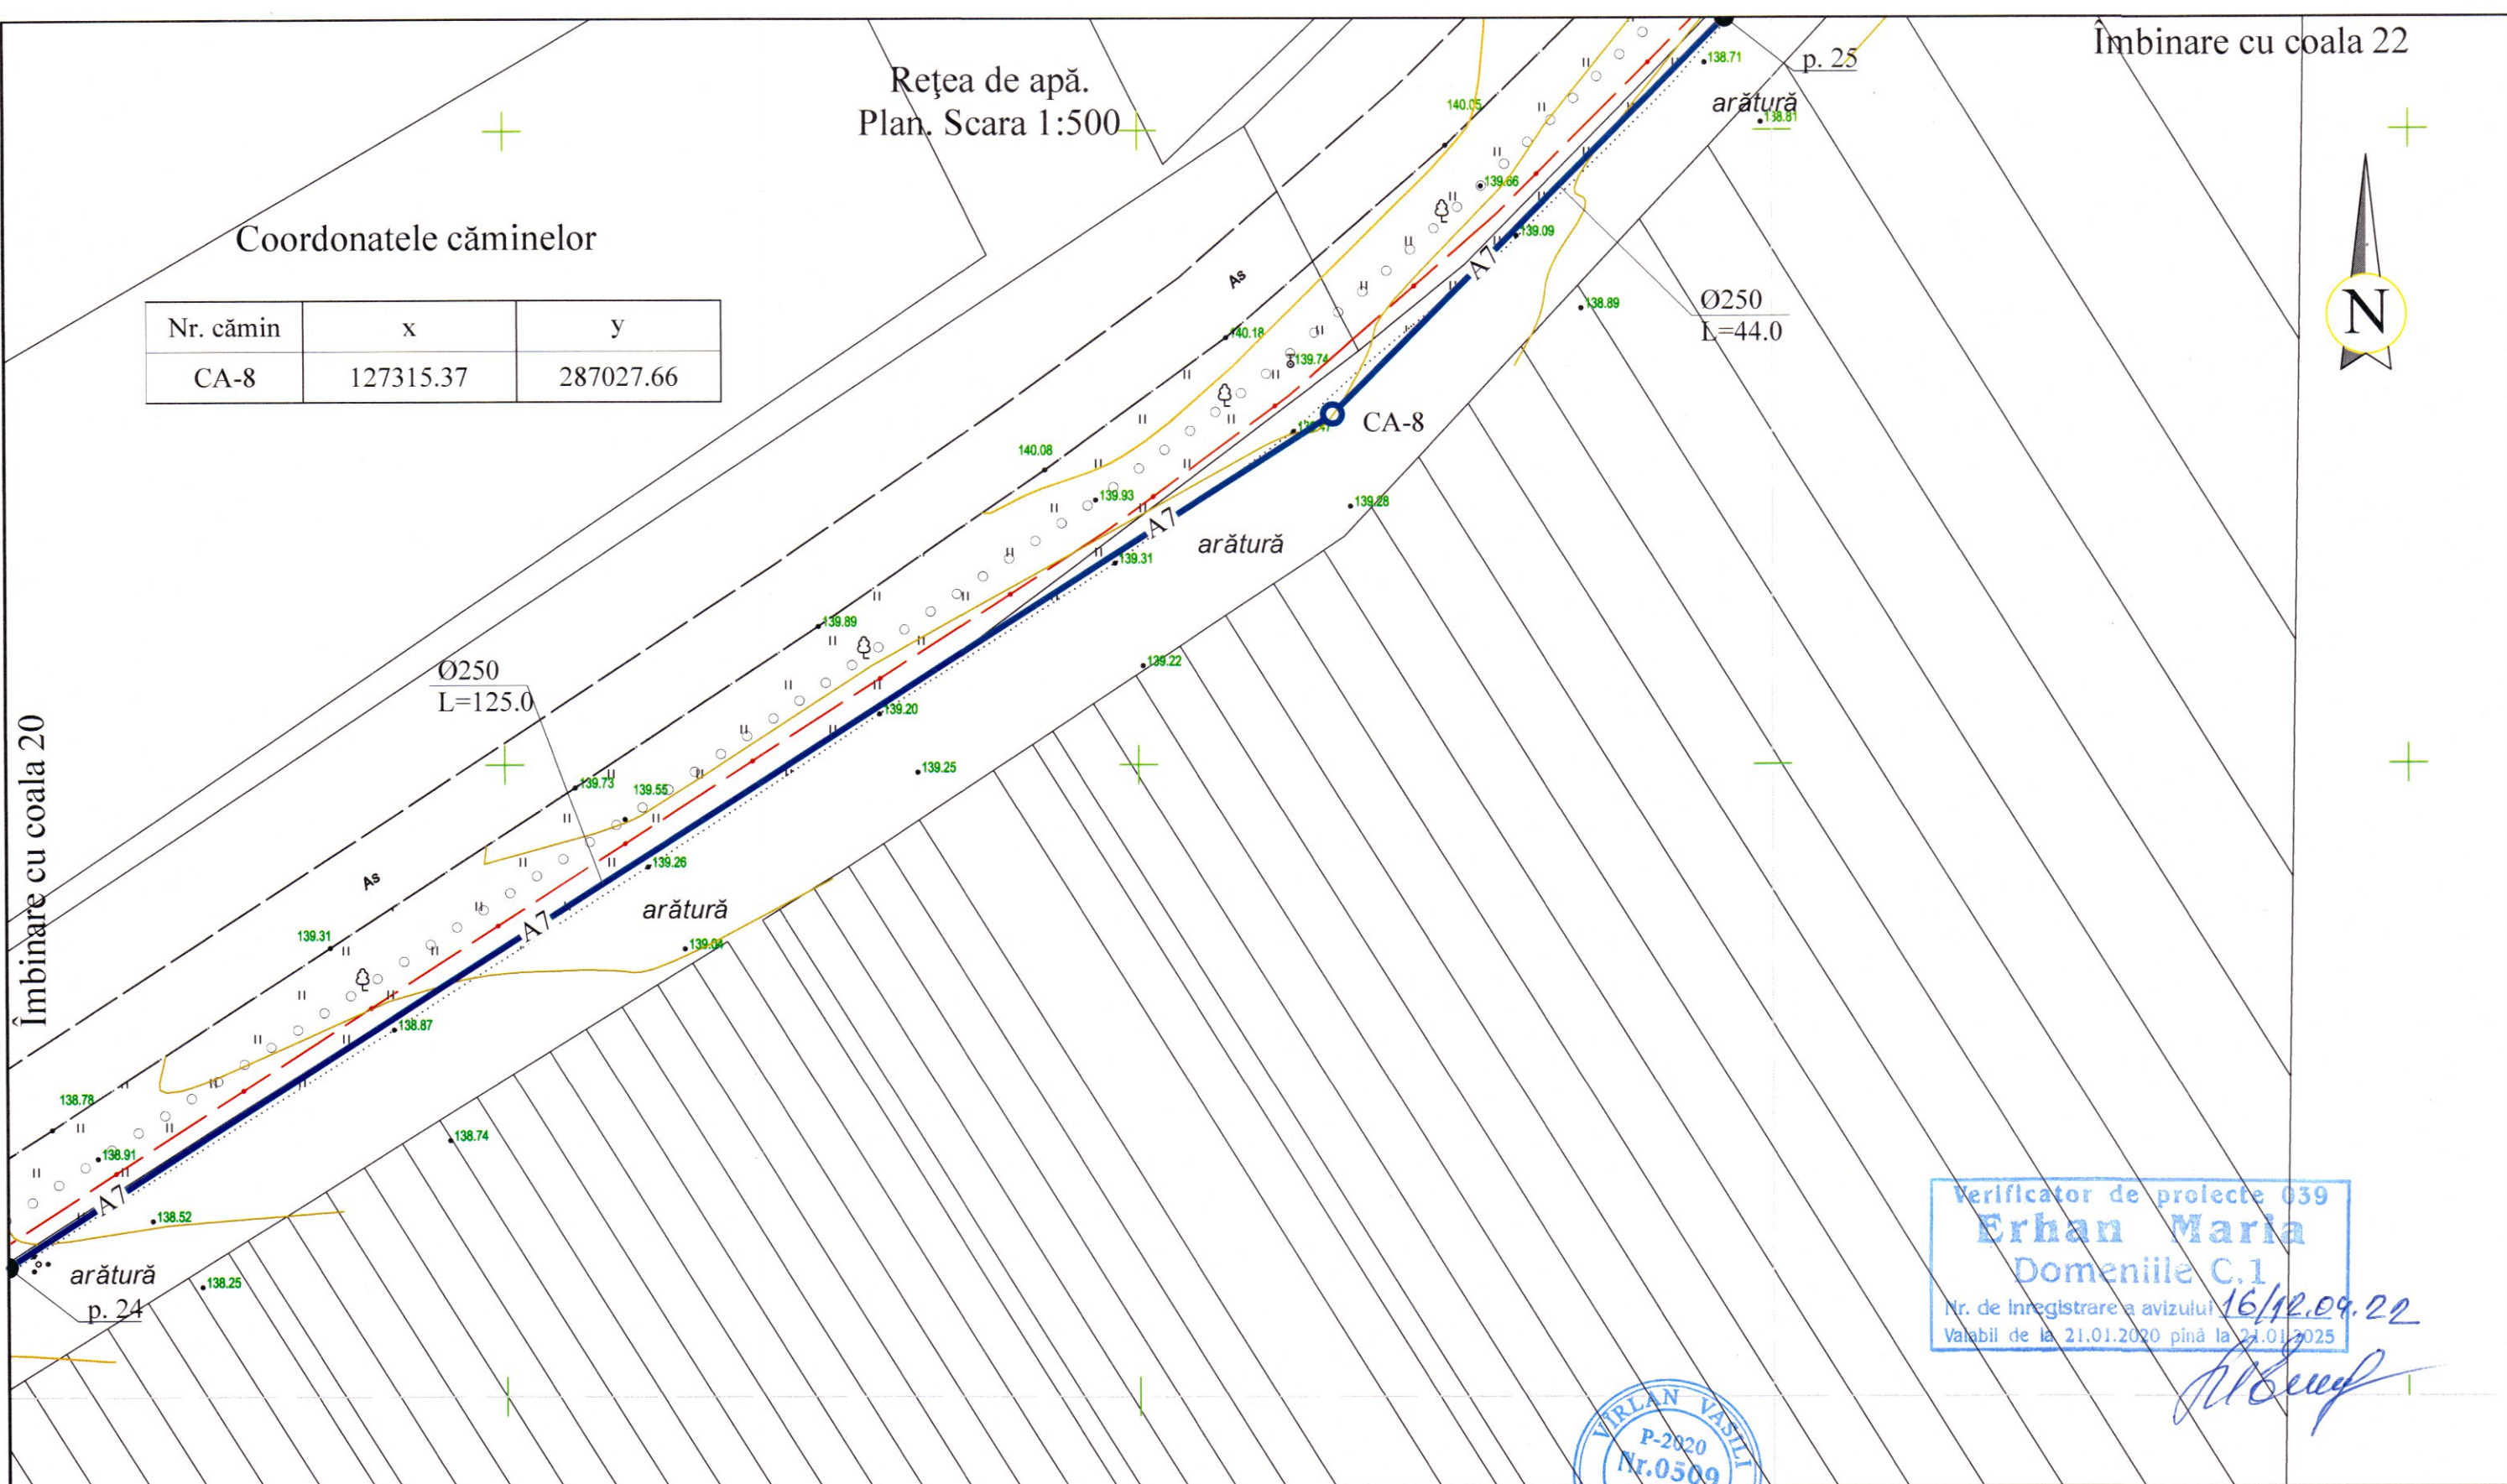 Îmbinare cu coala 22
Reţea de apă.
Plan. Scara 1:500
Coordonatele căminelor
Nr. cămin x y
CA-8 127315.37 287027.66
p. 25
138.71
arătură
138.81
140.05
139.66
139.09
A7
As
138.89
Ø250
L=44.0
N
140.18
139.74
CA-8
140.08
139.93
139.28
A7
arătură
139.31
139.89
139.22
Ø250
L=125.0
139.20
139.25
139.73
139.55
139.26
As
arătură
A7
139.31
139.04
Îmbinare cu coala 20
138.87
138.78
138.74
138.91
A7
138.52
arătură
138.25
p. 24
Verificator de proiecte 039
Erhan Maria
Domeniile C.1
Nr. de înregistrare a avizului 16/12.09.22
Valabil de la 21.01.2020 pînă la 21.01.2025
VÎRLAN VASILI
P-2020
Nr.0509